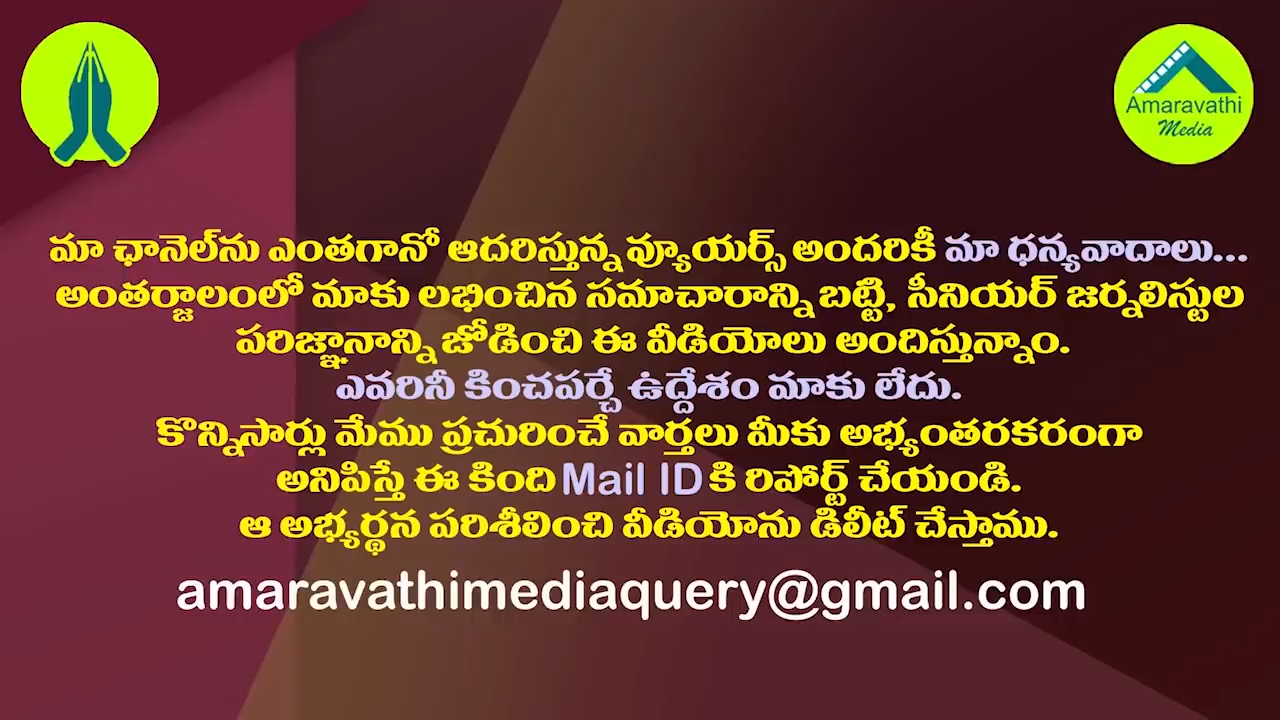 Amaravathi
Media
మా ఛానెల్‌ను ఎంతగానో ఆదరిస్తున్న వ్యూయర్స్ అందరికీ మా ధన్యవాదాలు...
అంతర్జాలంలో మాకు లభించిన సమాచారాన్ని బట్టి, సీనియర్ జర్నలిస్టుల
పరిజ్ఞానాన్ని జోడించి ఈ వీడియోలు అందిస్తున్నాం.
ఎవరినీ కించపర్చే ఉద్దేశం మాకు లేదు.
కొన్నిసార్లు మేము ప్రచురించే వార్తలు మీకు అభ్యంతరకరంగా
అనిపిస్తే ఈ కింది Mail ID కి రిపోర్ట్ చేయండి.
ఆ అభ్యర్థన పరిశీలించి వీడియోను డిలీట్ చేస్తాము.
amaravathimediaquery@gmail.com